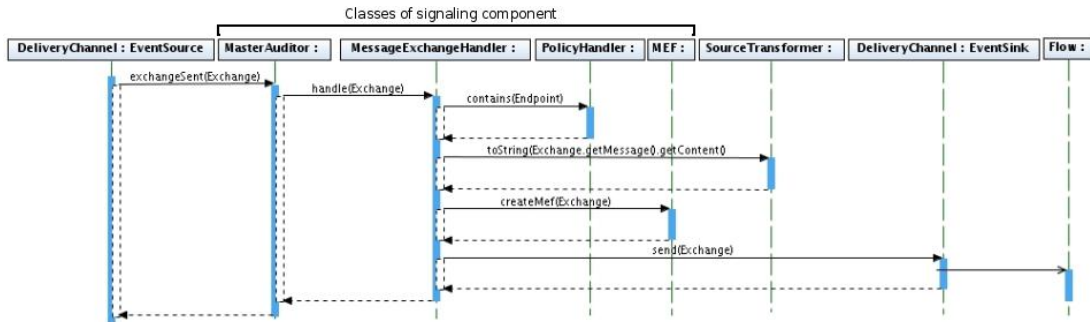 Classes of signaling component
DeliveryChannel : EventSource
MasterAuditor :
MessageExchangeHandler :
PolicyHandler :
MEF:
SourceTransformer :
DeliveryChannel : EventSink
Flow :
exchangeSent(Exchange)
handle(Exchange)
contains(Endpoint)
toString(Exchange.getMessage().getContent()
createMef(Exchange)
send(Exchange)